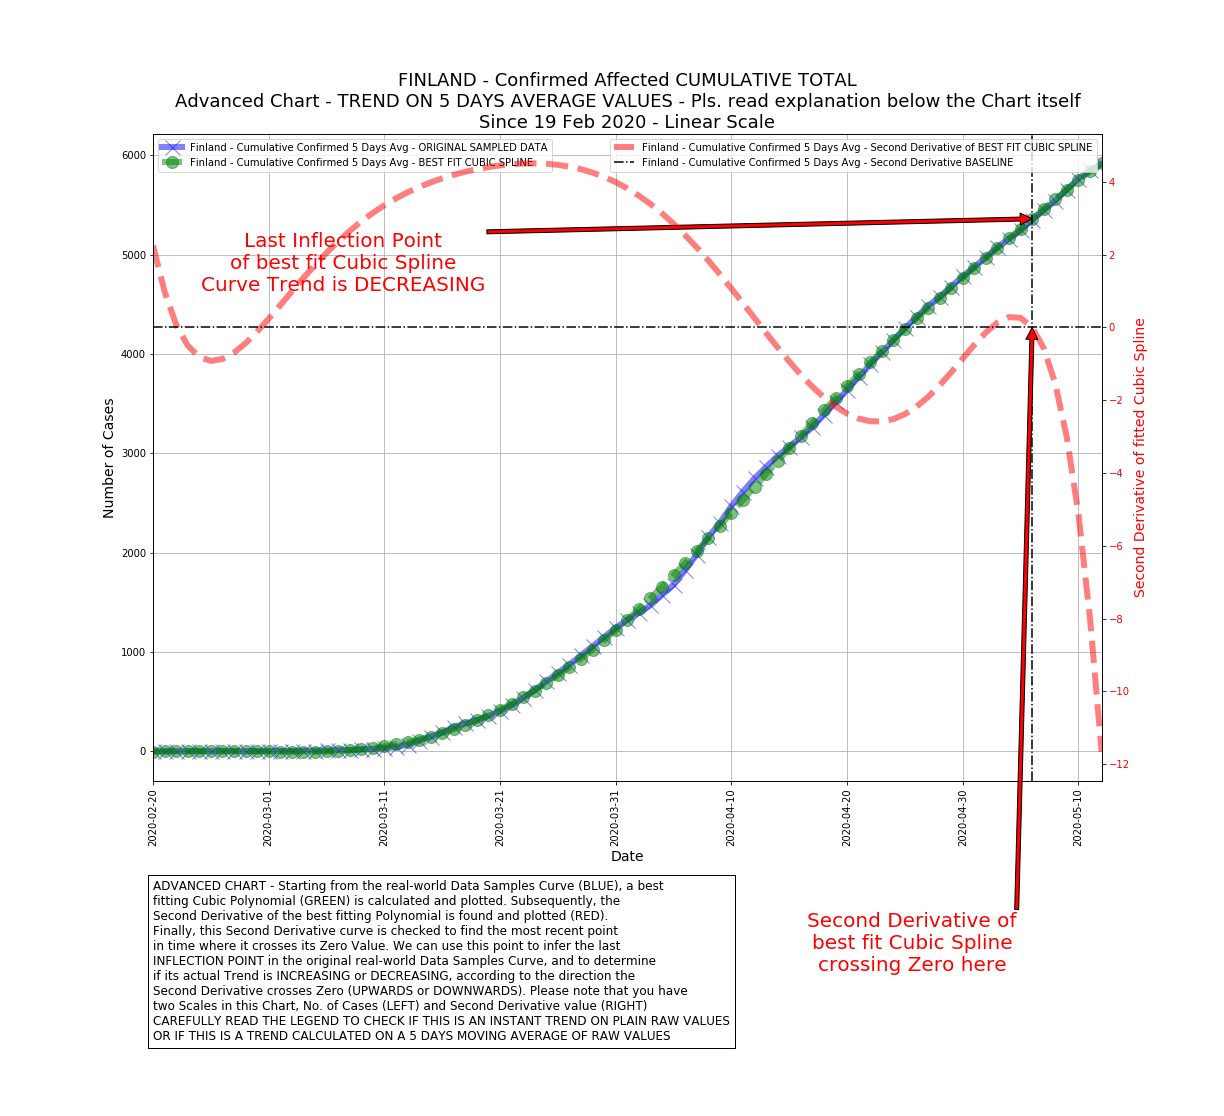 FINLAND - Confirmed Affected CUMULATIVE TOTAL
Advanced Chart - TREND ON 5 DAYS AVERAGE VALUES - Pls. read explanation below the Chart itself
Since 19 Feb 2020 - Linear Scale
Finland - Cumulative Confirmed 5 Days Avg - ORIGINAL SAMPLED DATA
Finland - Cumulative Confirmed 5 Days Avg - BEST FIT CUBIC SPLINE
Finland - Cumulative Confirmed 5 Days Avg - Second Derivative of BEST FIT CUBIC SPLINE
Finland - Cumulative Confirmed 5 Days Avg - Second Derivative BASELINE
Last Inflection Point
of best fit Cubic Spline
Curve Trend is DECREASING
Number of Cases
6000
5000
4000
3000
2000
1000
0
4
2
0
−2
−4
−6
−8
−10
−12
Second Derivative of fitted Cubic Spline
2020-02-20
2020-03-01
2020-03-11
2020-03-21
2020-03-31
2020-04-10
2020-04-20
2020-04-30
2020-05-10
Date
ADVANCED CHART - Starting from the real-world Data Samples Curve (BLUE), a best
fitting Cubic Polynomial (GREEN) is calculated and plotted. Subsequently, the
Second Derivative of the best fitting Polynomial is found and plotted (RED).
Finally, this Second Derivative curve is checked to find the most recent point
in time where it crosses its Zero Value. We can use this point to infer the last
INFLECTION POINT in the original real-world Data Samples Curve, and to determine
if its actual Trend is INCREASING or DECREASING, according to the direction the
Second Derivative crosses Zero (UPWARDS or DOWNWARDS). Please note that you have
two Scales in this Chart, No. of Cases (LEFT) and Second Derivative value (RIGHT)
CAREFULLY READ THE LEGEND TO CHECK IF THIS IS AN INSTANT TREND ON PLAIN RAW VALUES
OR IF THIS IS A TREND CALCULATED ON A 5 DAYS MOVING AVERAGE OF RAW VALUES
Second Derivative of
best fit Cubic Spline
crossing Zero here